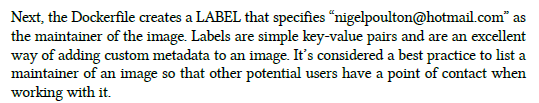 Next, the Dockerfile creates a LABEL that specifies “nigelpoulton@hotmail.com” as
the maintainer of the image. Labels are simple key-value pairs and are an excellent
way of adding custom metadata to an image. It’s considered a best practice to list a
maintainer of an image so that other potential users have a point of contact when
working with it.